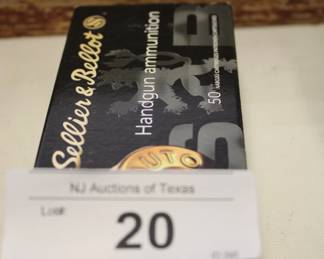 Sellier & Bellot
Handgun ammunition
50
AUTO
NJ Auctions of Texas
Lot#:
20